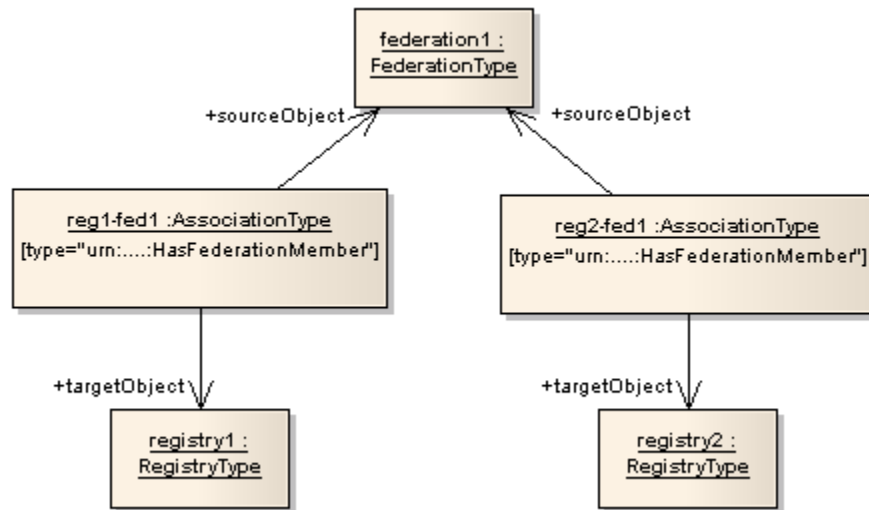 federation1 :
FederationType
+sourceObject
+sourceObject
reg1-fed1 :AssociationType
[type="urn:....:HasFederationMember"]
reg2-fed1 :AssociationType
[type="urn:....:HasFederationMember"]
+targetObject
+targetObject
registry1 :
RegistryType
registry2 :
RegistryType